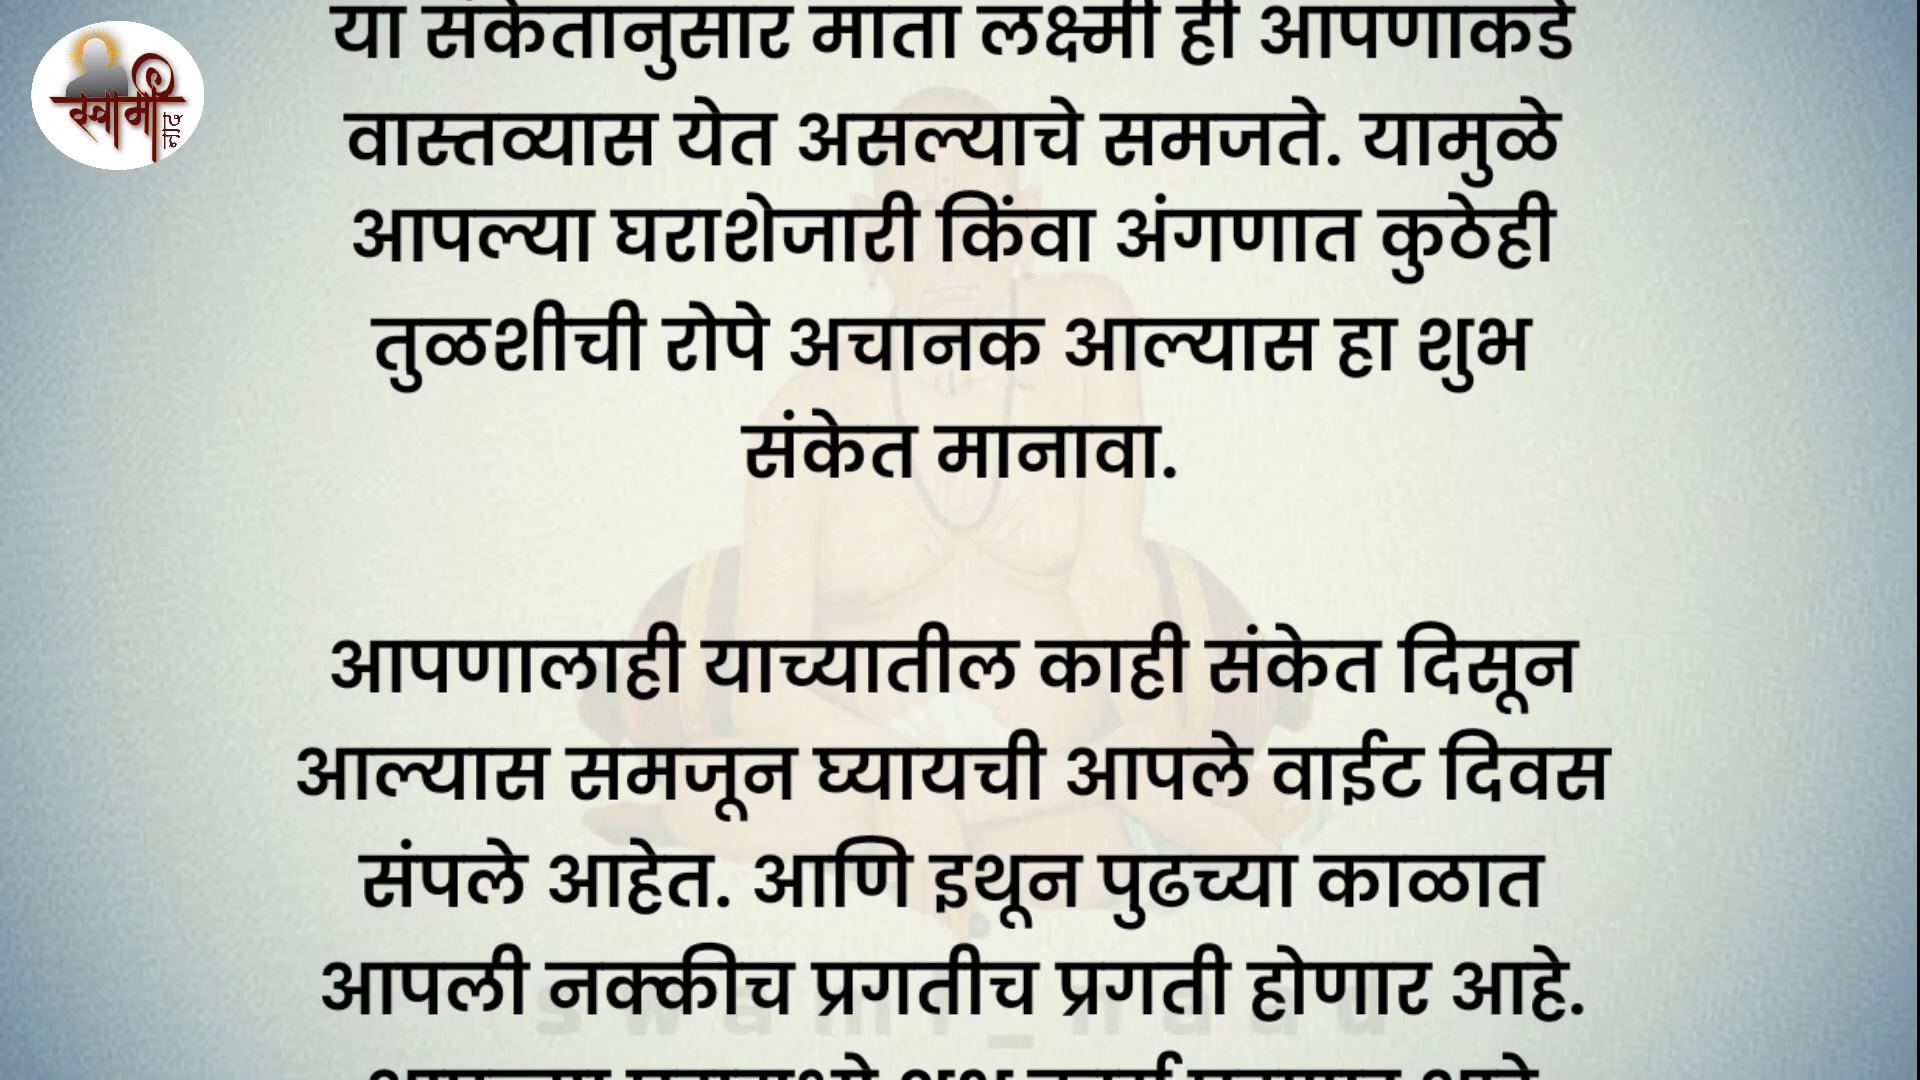 स्वामी
नाद
या संकेतानुसार माता लक्ष्मी ही आपणाकडे
वास्तव्यास येत असल्याचे समजते. यामुळे
आपल्या घराशेजारी किंवा अंगणात कुठेही
तुळशीची रोपे अचानक आल्यास हा शुभ
संकेत मानावा.
आपणालाही याच्यातील काही संकेत दिसून
आल्यास समजून घ्यायची आपले वाईट दिवस
संपले आहेत. आणि इथून पुढच्या काळात
आपली नक्कीच प्रगतीच प्रगती होणार आहे.
swami_naad